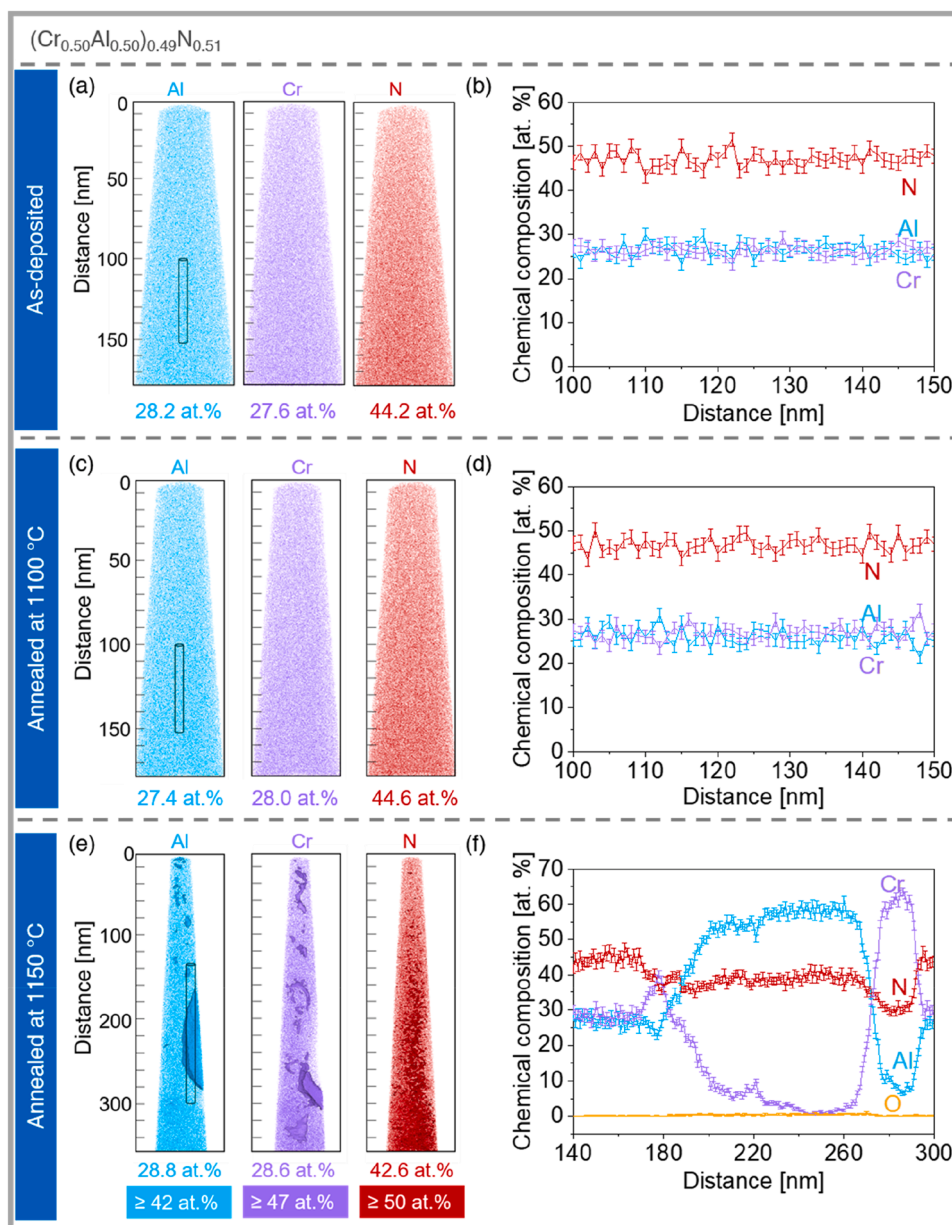 (Cr0.50Al0.50)0.49N0.51
As-deposited
(a)
Al
Cr
N
Distance [nm]
0
50
100
150
28.2 at.%
27.6 at.%
44.2 at.%
(b)
Chemical composition [at. %]
60
50
40
30
20
10
0
N
Al
Cr
100
110
120
130
140
150
Distance [nm]
Annealed at 1100 °C
(c)
Al
Cr
N
Distance [nm]
0
50
100
150
27.4 at.%
28.0 at.%
44.6 at.%
(d)
Chemical composition [at. %]
60
50
40
30
20
10
0
N
Al
Cr
100
110
120
130
140
150
Distance [nm]
Annealed at 1150 °C
(e)
Al
Cr
N
Distance [nm]
0
100
200
300
28.8 at.%
28.6 at.%
42.6 at.%
≥ 42 at.%
≥ 47 at.%
≥ 50 at.%
(f)
Chemical composition [at. %]
70
60
50
40
30
20
10
0
Cr
N
Al
O
140
180
220
260
300
Distance [nm]